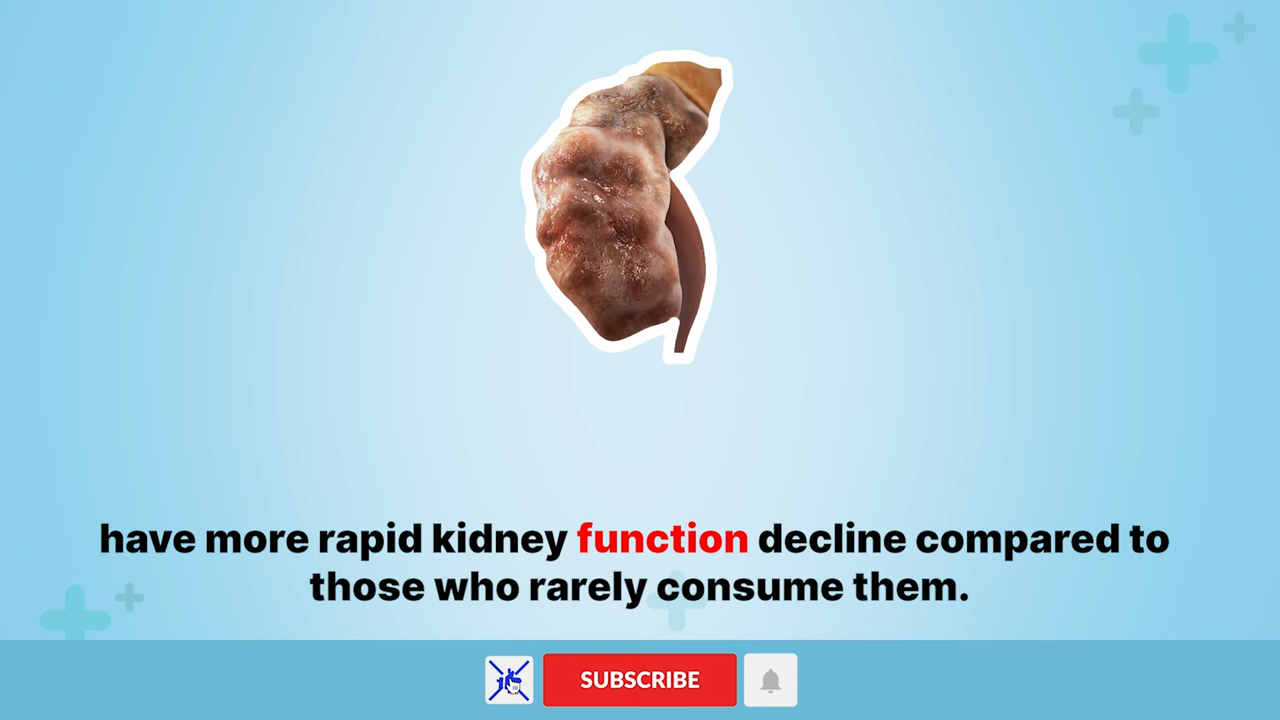 have more rapid kidney function decline compared to
those who rarely consume them.
SUBSCRIBE